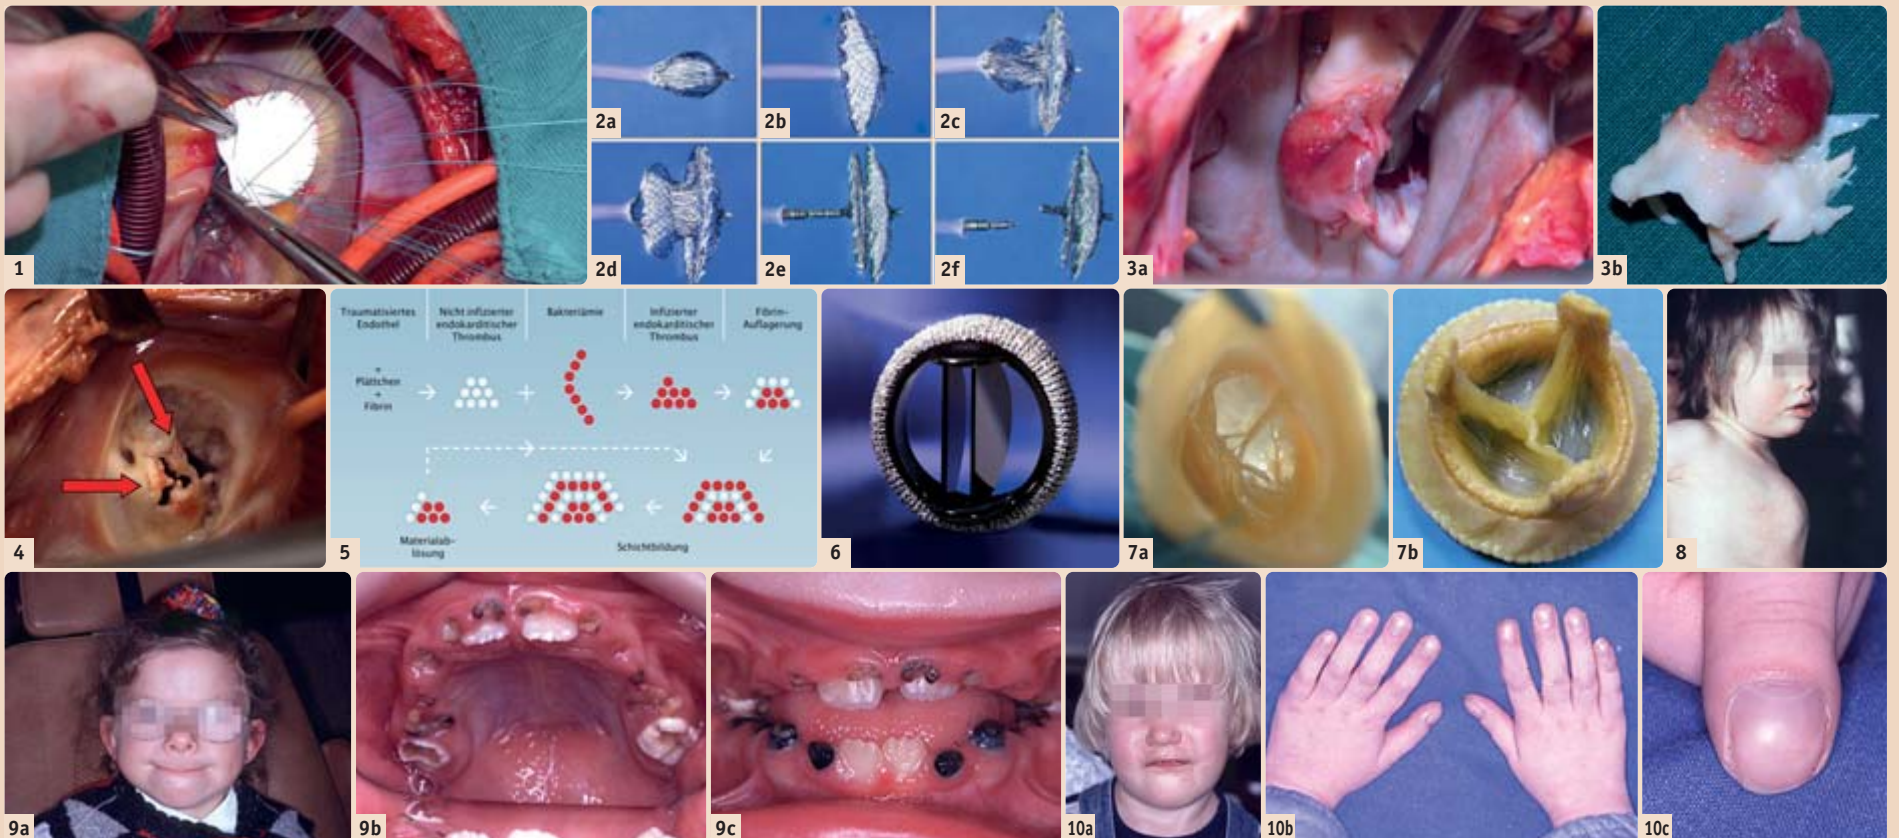 1
2a
2b
2c
2d
2e
2f
3a
3b
4
Traumatisiertes
Endothel
Nicht infizierter
endokarditischer
Thrombus
Bakteriämie
Infizierter
endokarditischer
Thrombus
Fibrin-
Auflagerung
+
Plättchen
+
Fibrin
+
Materialab-
lösung
Schichtbildung
5
6
7a
7b
8
9a
9b
9c
10a
10b
10c